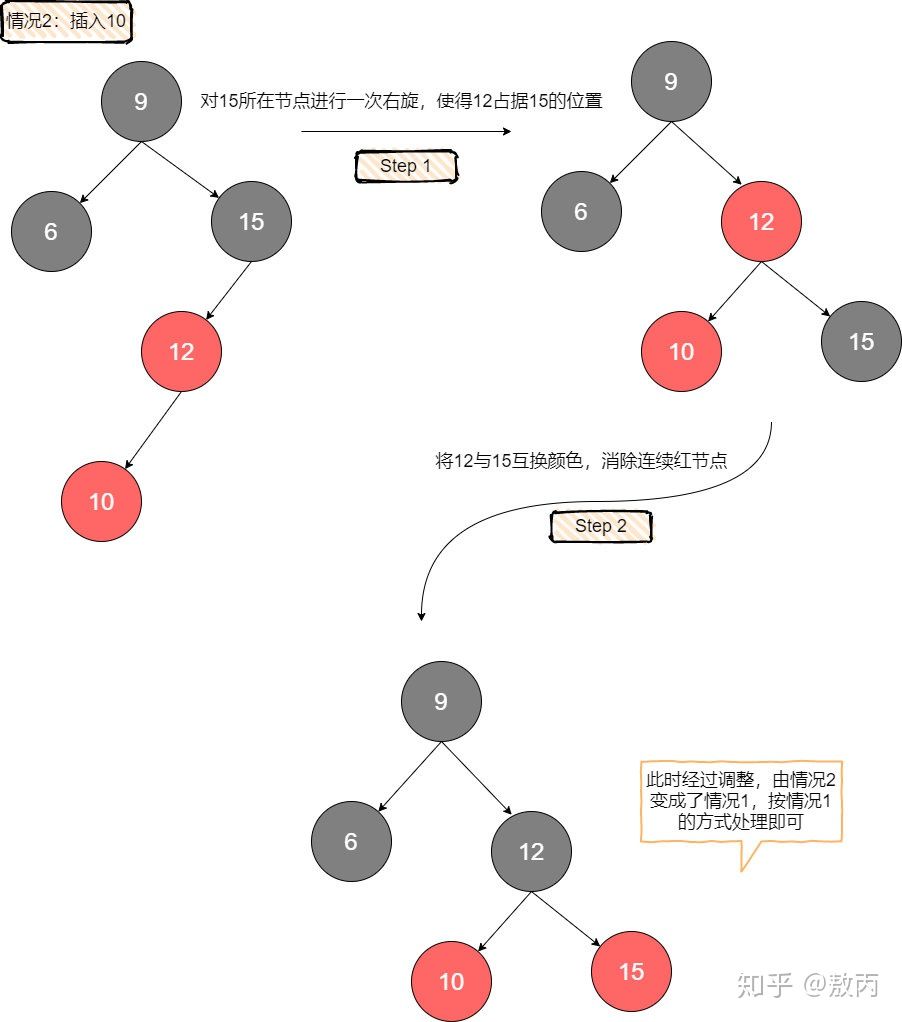 情况2：插入10
9
6
15
12
10
对15所在节点进行一次右旋，使得12占据15的位置
Step 1
9
6
12
10
15
将12与15互换颜色，消除连续红节点
Step 2
9
6
12
10
15
此时经过调整，由情况2
变成了情况1，按情况1
的方式处理即可
知乎 @敖丙